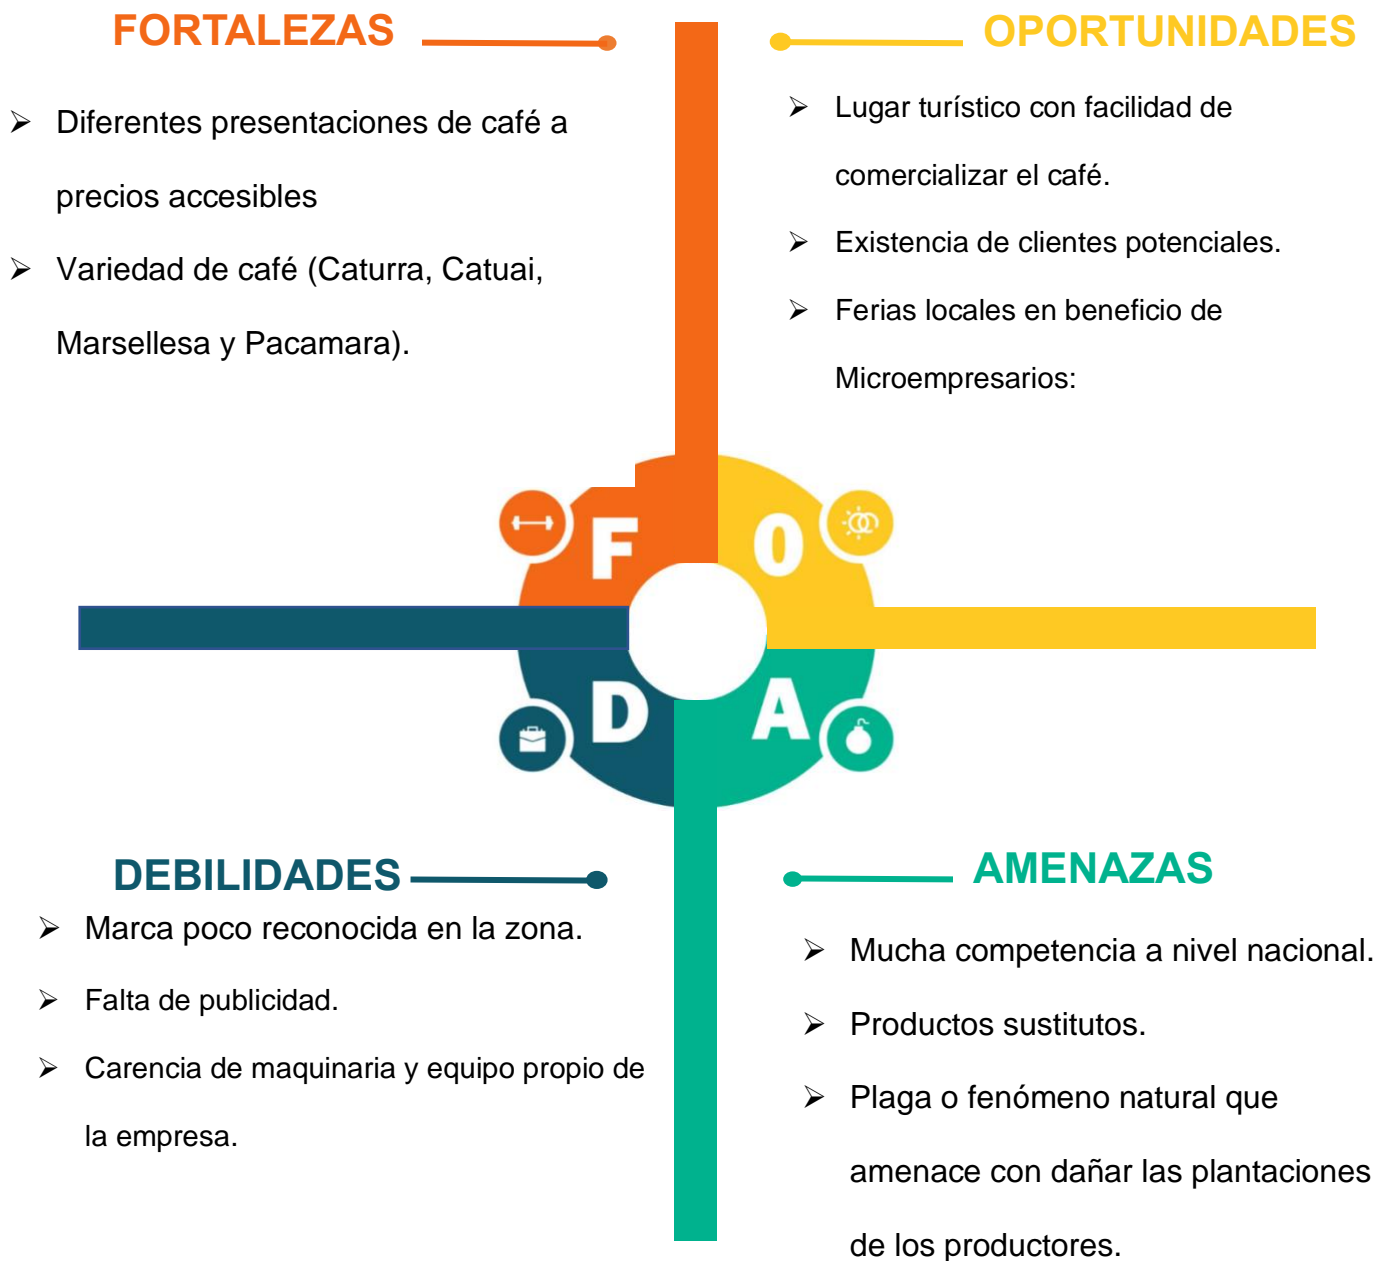 FORTALEZAS
➢ Diferentes presentaciones de café a
precios accesibles
➢ Variedad de café (Caturra, Catuai,
Marsellesa y Pacamara).
OPORTUNIDADES
➢ Lugar turístico con facilidad de
comercializar el café.
➢ Existencia de clientes potenciales.
➢ Ferias locales en beneficio de
Microempresarios:
F
O
D
A
DEBILIDADES
➢ Marca poco reconocida en la zona.
➢ Falta de publicidad.
➢ Carencia de maquinaria y equipo propio de
la empresa.
AMENAZAS
➢ Mucha competencia a nivel nacional.
➢ Productos sustitutos.
➢ Plaga o fenómeno natural que
amenace con dañar las plantaciones
de los productores.